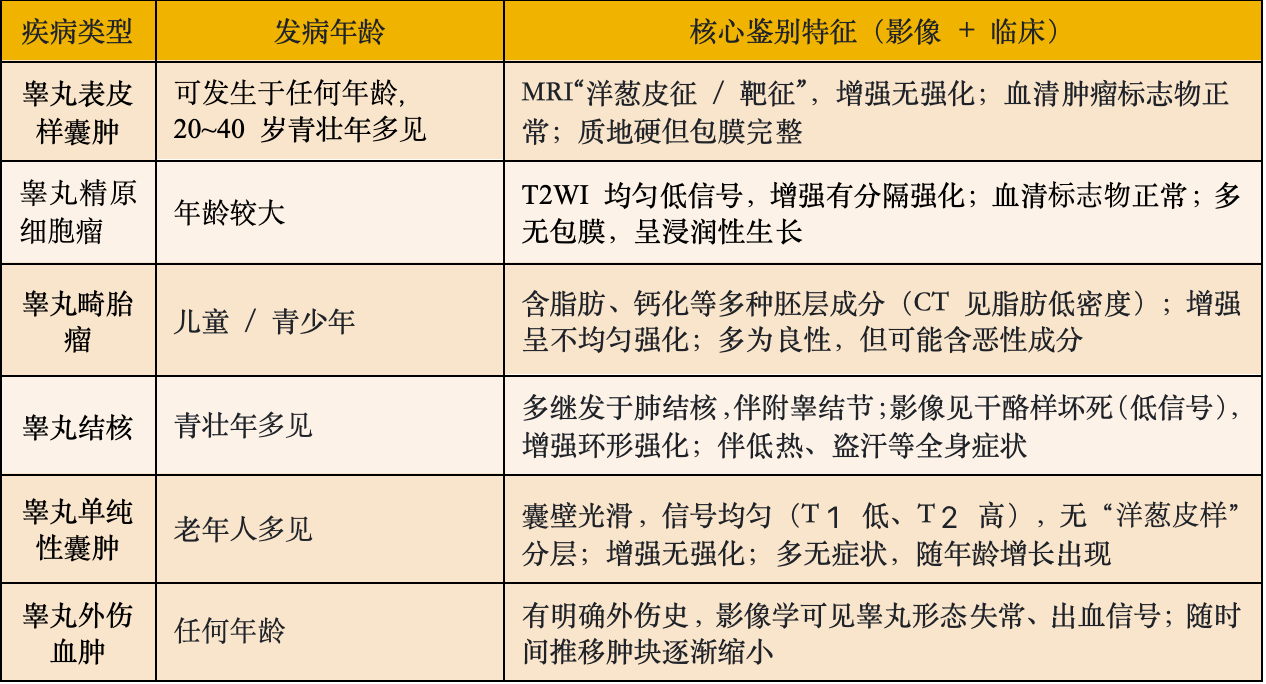 疾病类型
发病年龄
核心鉴别特征（影像 + 临床）
睾丸表皮
样囊肿
可发生于任何年龄，
20~40 岁青壮年多见
MRI“洋葱皮征 / 靶征”，增强无强化；血清肿瘤标志物正
常；质地硬但包膜完整
睾丸精原
细胞瘤
年龄较大
T2WI 均匀低信号，增强有分隔强化；血清标志物正常；多
无包膜，呈浸润性生长
睾丸畸胎
瘤
儿童 / 青少年
含脂肪、钙化等多种胚层成分（CT 见脂肪低密度）；增强
呈不均匀强化；多为良性，但可能含恶性成分
睾丸结核
青壮年多见
多继发于肺结核，伴附睾结节；影像见干酪样坏死（低信号），
增强环形强化；伴低热、盗汗等全身症状
睾丸单纯
性囊肿
老年人多见
囊壁光滑，信号均匀（T1 低、T2 高），无“洋葱皮样”
分层；增强无强化；多无症状，随年龄增长出现
睾丸外伤
血肿
任何年龄
有明确外伤史，影像学可见睾丸形态失常、出血信号；随时
间推移肿块逐渐缩小